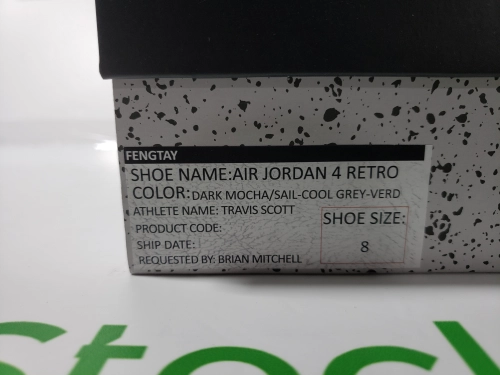 FENGTAY
SHOE NAME:AIR JORDAN 4 RETRO
COLOR:DARK MOCHA/SAIL-COOL GREY-VERD
ATHLETE NAME: TRAVIS SCOTT
PRODUCT CODE:
SHIP DATE:
REQUESTED BY: BRIAN MITCHELL
SHOE SIZE:
8
Stoc